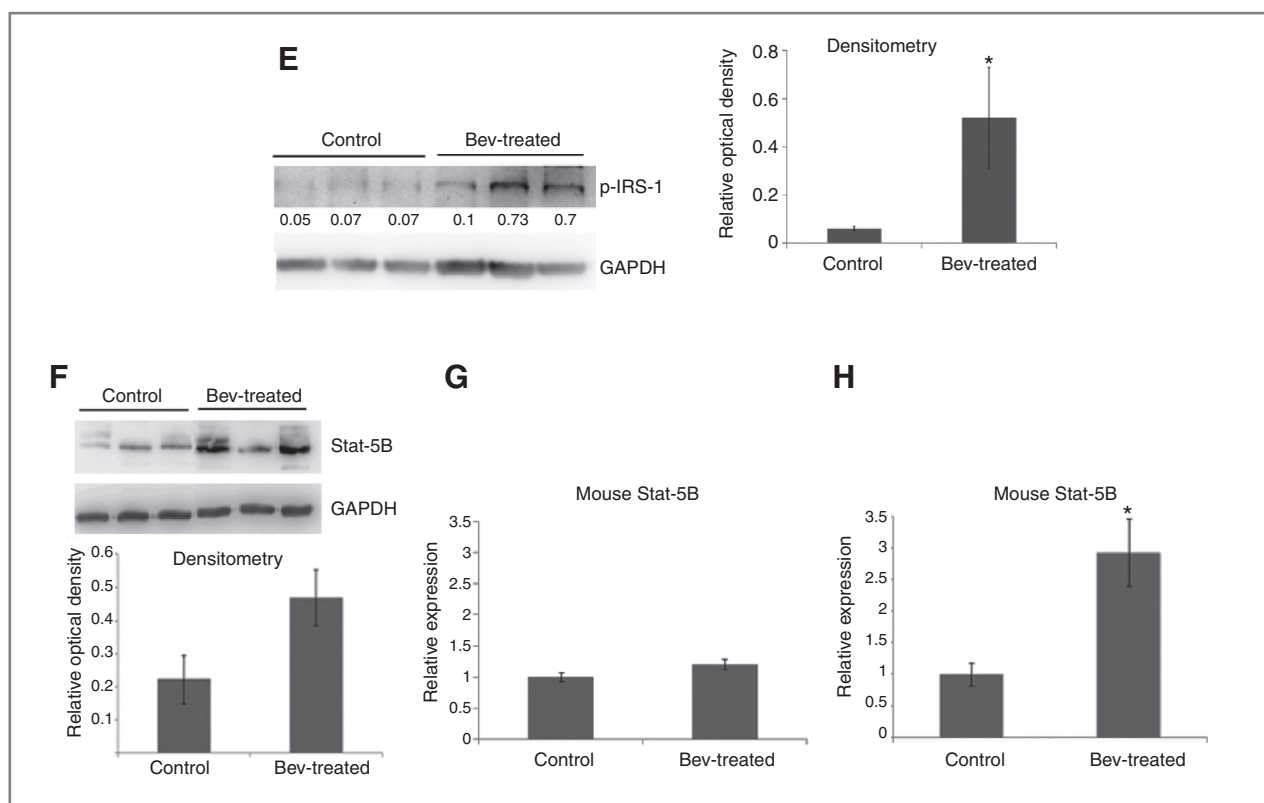 E
Control Bev-treated
p-IRS-1
0.05 0.07 0.07 0.1 0.73 0.7
GAPDH
Densitometry
*
Relative optical density
0.8
0.6
0.4
0.2
0
Control Bev-treated
F
Control Bev-treated
Stat-5B
GAPDH
Densitometry
Relative optical density
0.6
0.5
0.4
0.3
0.2
0.1
Control Bev-treated
G
Mouse Stat-5B
Relative expression
3.5
3
2.5
2
1.5
1
0.5
0
Control Bev-treated
H
Mouse Stat-5B
*
Relative expression
3.5
3
2.5
2
1.5
1
0.5
0
Control Bev-treated